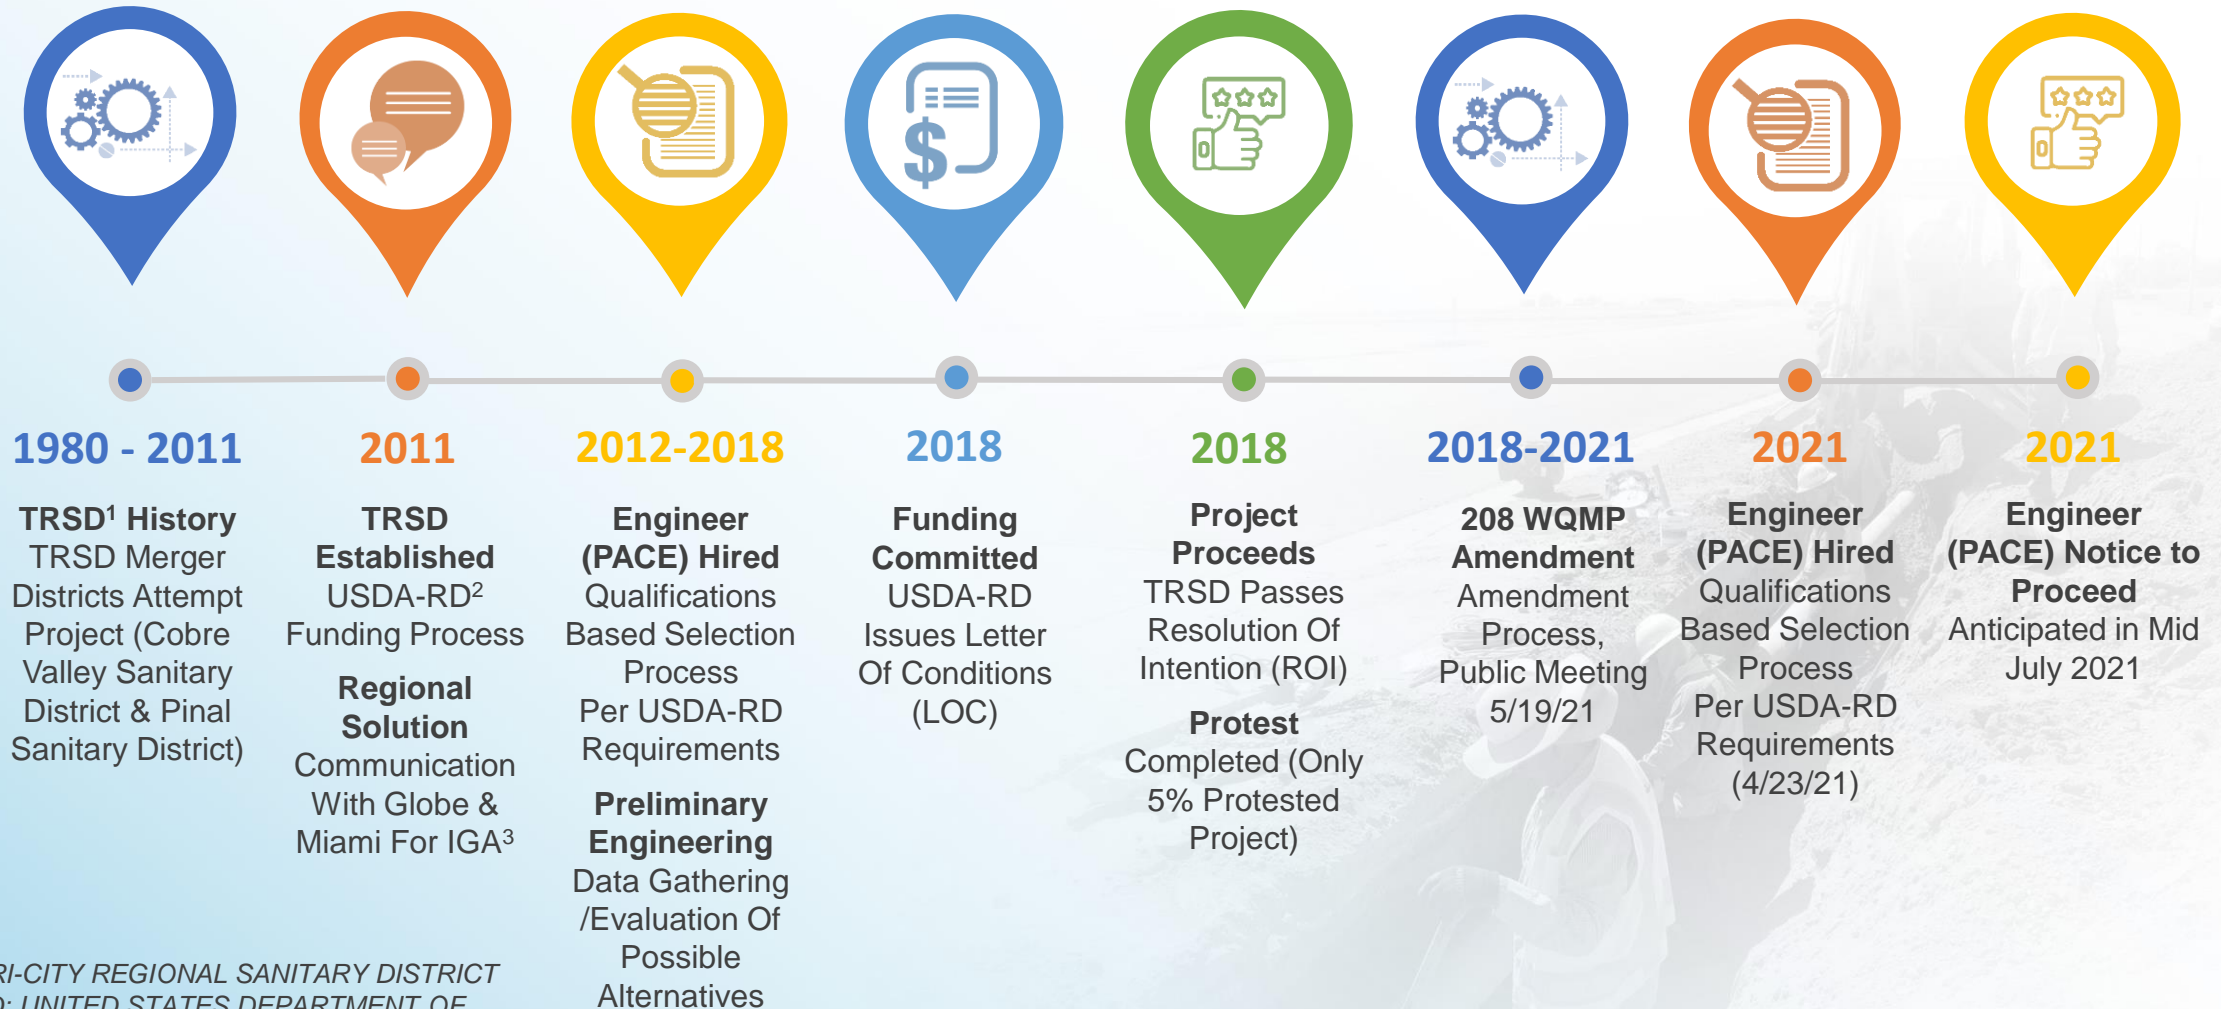 1980 - 2011
TRSD¹ History
TRSD Merger
Districts Attempt
Project (Cobre
Valley Sanitary
District & Pinal
Sanitary District)
2011
TRSD
Established
USDA-RD²
Funding Process
Regional
Solution
Communication
With Globe &
Miami For IGA³
2012-2018
Engineer
(PACE) Hired
Qualifications
Based Selection
Process
Per USDA-RD
Requirements
Preliminary
Engineering
Data Gathering
/Evaluation Of
Possible
Alternatives
2018
Funding
Committed
USDA-RD
Issues Letter
Of Conditions
(LOC)
2018
Project
Proceeds
TRSD Passes
Resolution Of
Intention (ROI)
Protest
Completed (Only
5% Protested
Project)
2018-2021
208 WQMP
Amendment
Amendment
Process,
Public Meeting
5/19/21
2021
Engineer
(PACE) Hired
Qualifications
Based Selection
Process
Per USDA-RD
Requirements
(4/23/21)
2021
Engineer
(PACE) Notice to
Proceed
Anticipated in Mid
July 2021
RI-CITY REGIONAL SANITARY DISTRICT
D: UNITED STATES DEPARTMENT OF